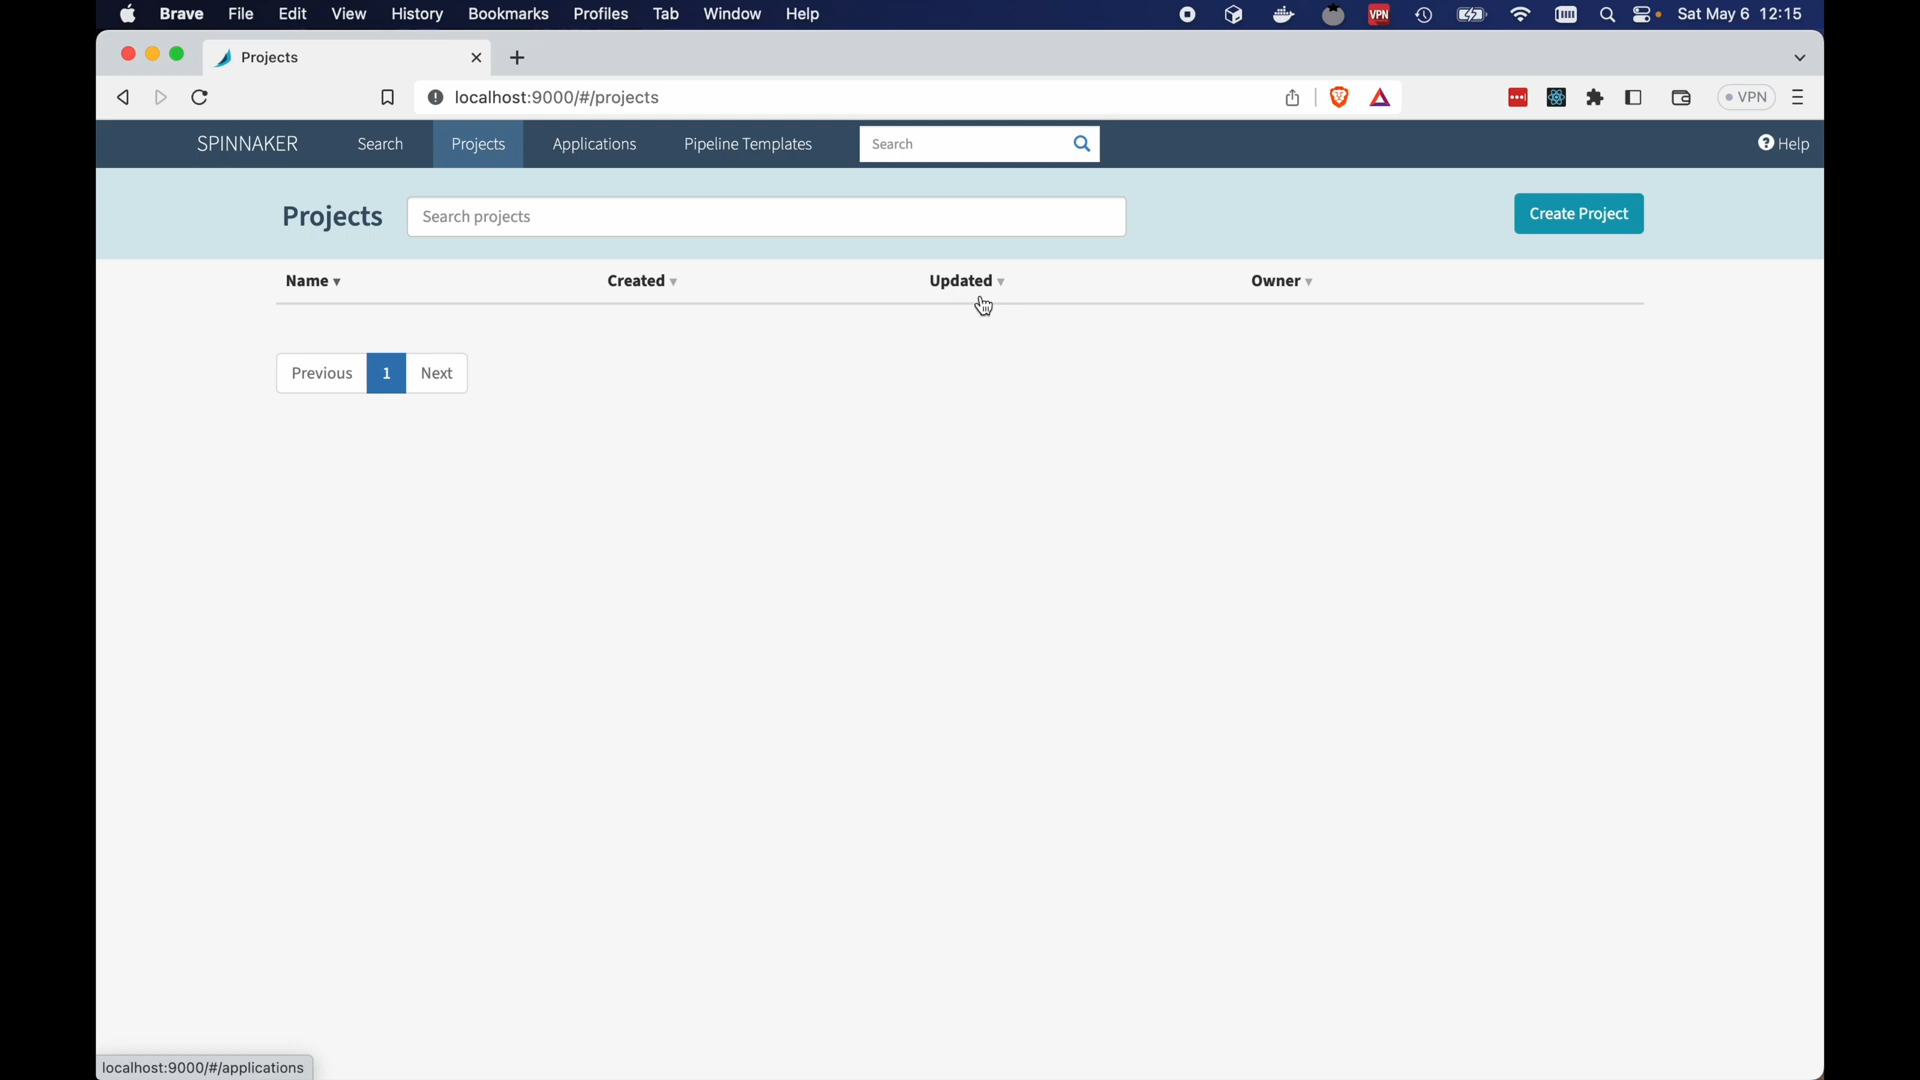 Brave File Edit View History Bookmarks Profiles Tab Window Help VPN Sat May 6 12:15
Projects
localhost:9000/#/projects VPN
SPINNAKER Search Projects Applications Pipeline Templates Search Help
Projects Search projects Create Project
Name Created Updated Owner
Previous 1 Next
localhost:9000/#/applications